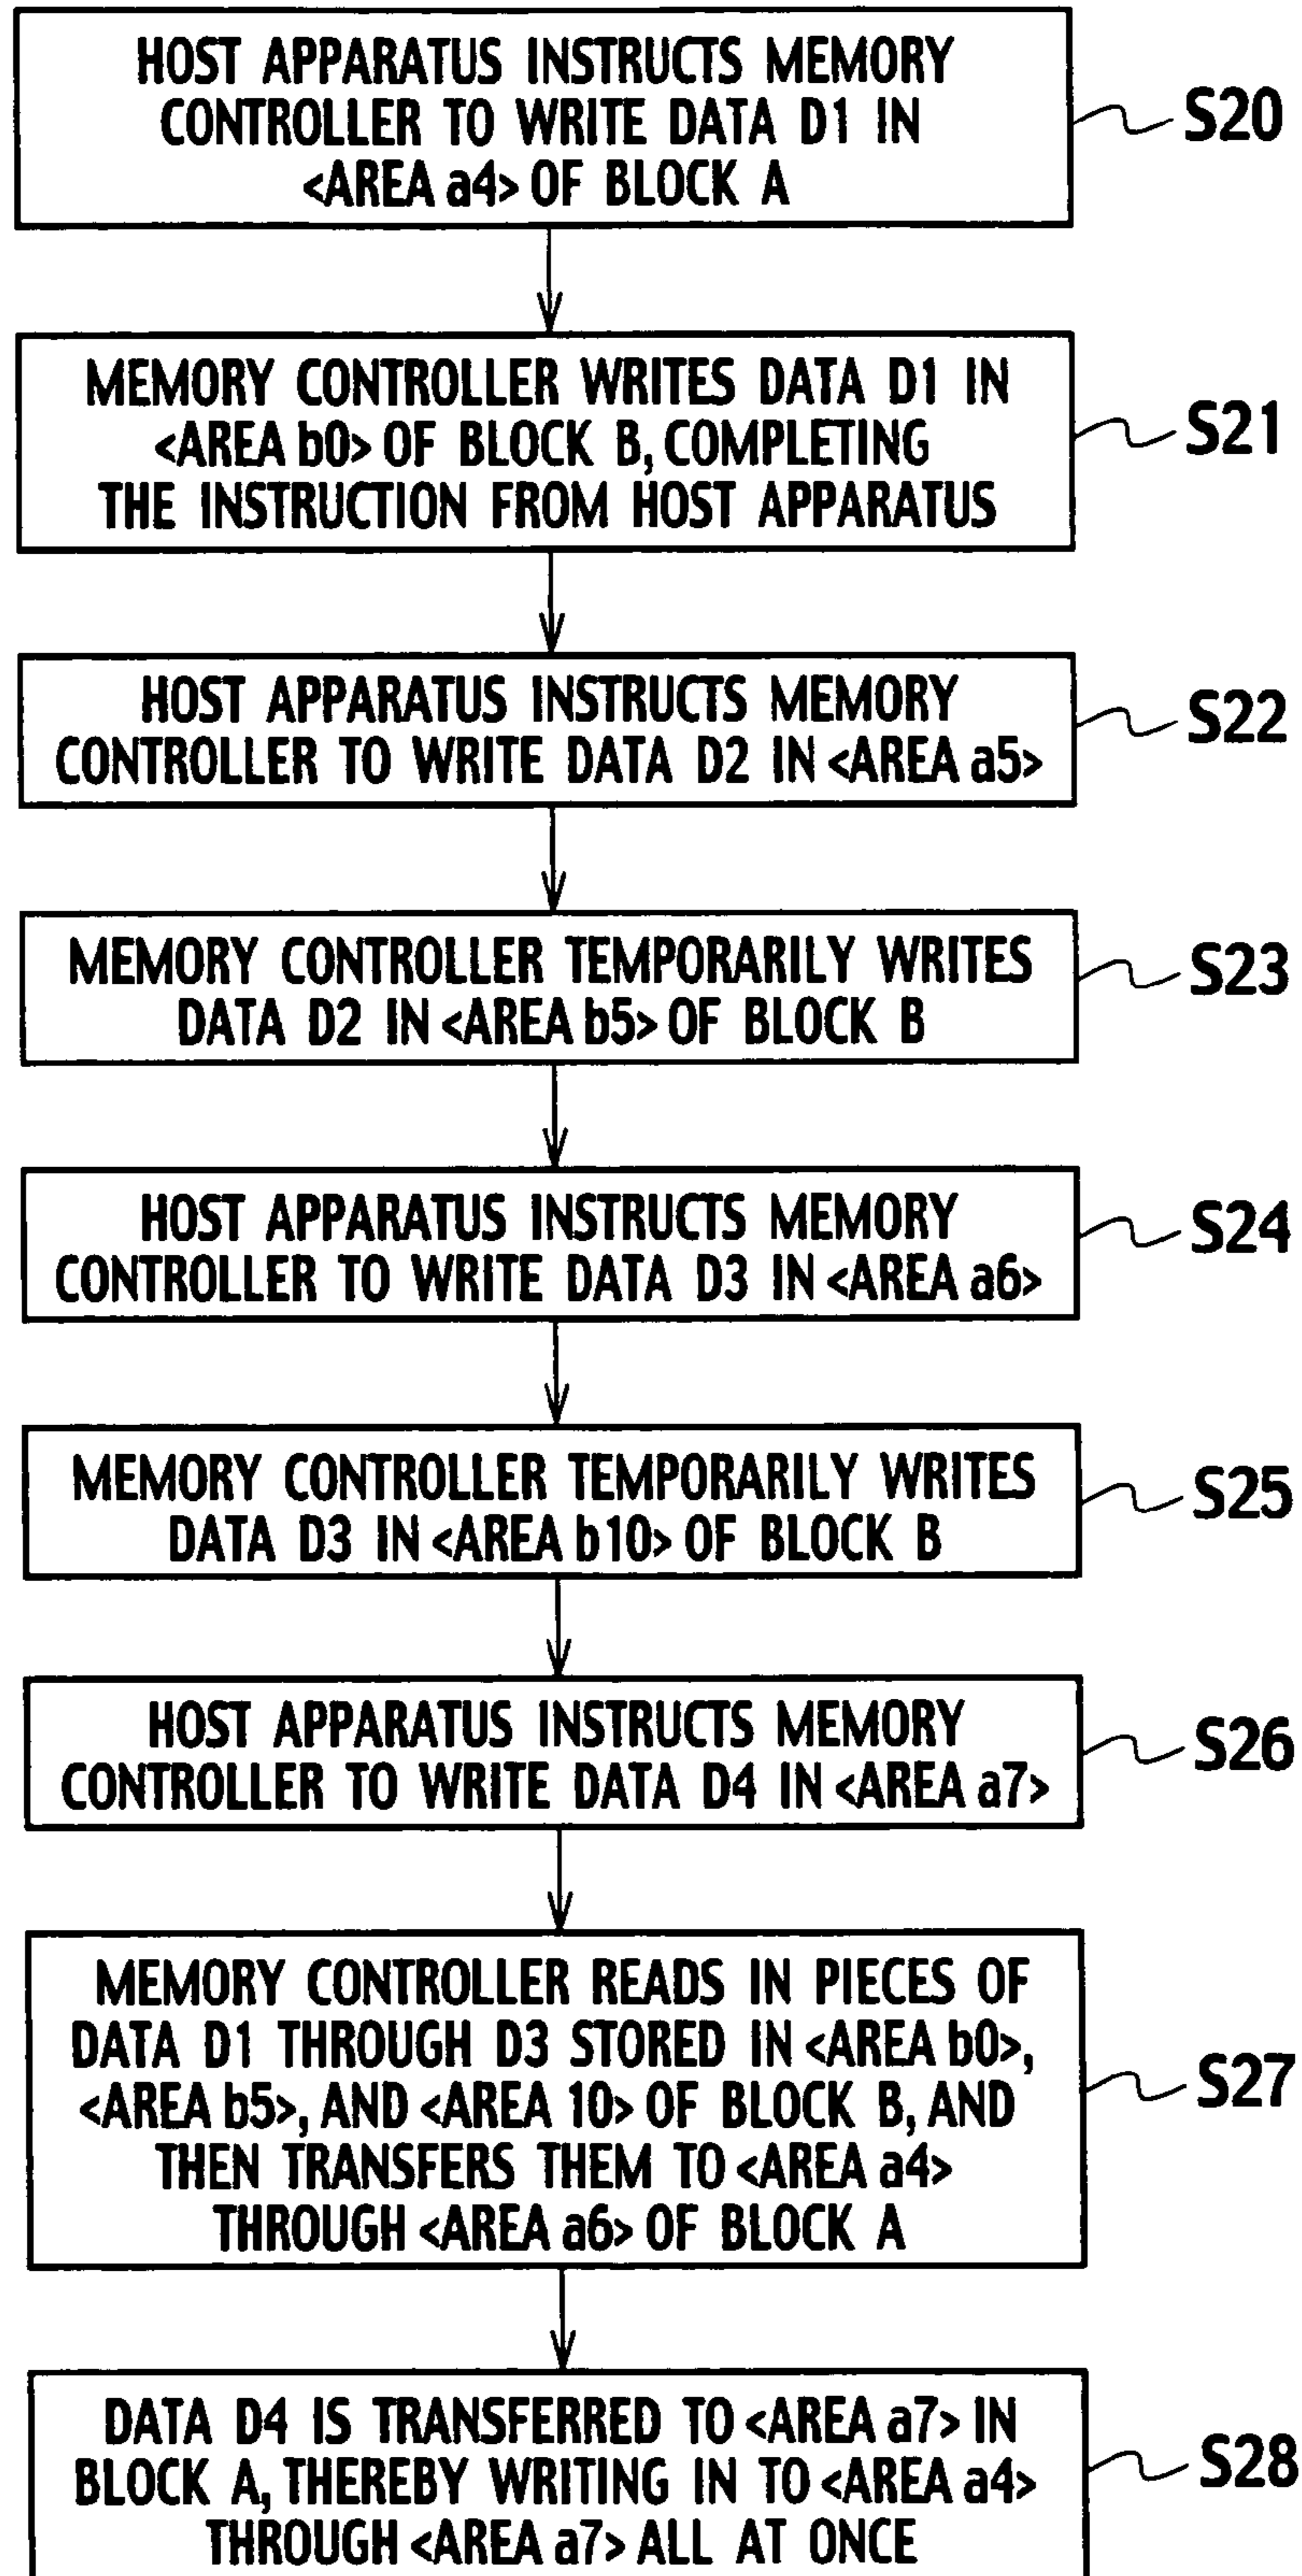 HOST APPARATUS INSTRUCTS MEMORY
CONTROLLER TO WRITE DATA D1 IN
<AREA a4> OF BLOCK A
S20
MEMORY CONTROLLER WRITES DATA D1 IN
<AREA b0> OF BLOCK B, COMPLETING
THE INSTRUCTION FROM HOST APPARATUS
S21
HOST APPARATUS INSTRUCTS MEMORY
CONTROLLER TO WRITE DATA D2 IN <AREA a5>
S22
MEMORY CONTROLLER TEMPORARILY WRITES
DATA D2 IN <AREA b5> OF BLOCK B
S23
HOST APPARATUS INSTRUCTS MEMORY
CONTROLLER TO WRITE DATA D3 IN <AREA a6>
S24
MEMORY CONTROLLER TEMPORARILY WRITES
DATA D3 IN <AREA b10> OF BLOCK B
S25
HOST APPARATUS INSTRUCTS MEMORY
CONTROLLER TO WRITE DATA D4 IN <AREA a7>
S26
MEMORY CONTROLLER READS IN PIECES OF
DATA D1 THROUGH D3 STORED IN <AREA b0>,
<AREA b5>, AND <AREA 10> OF BLOCK B, AND
THEN TRANSFERS THEM TO <AREA a4>
THROUGH <AREA a6> OF BLOCK A
S27
DATA D4 IS TRANSFERRED TO <AREA a7> IN
BLOCK A, THEREBY WRITING IN TO <AREA a4>
THROUGH <AREA a7> ALL AT ONCE
S28